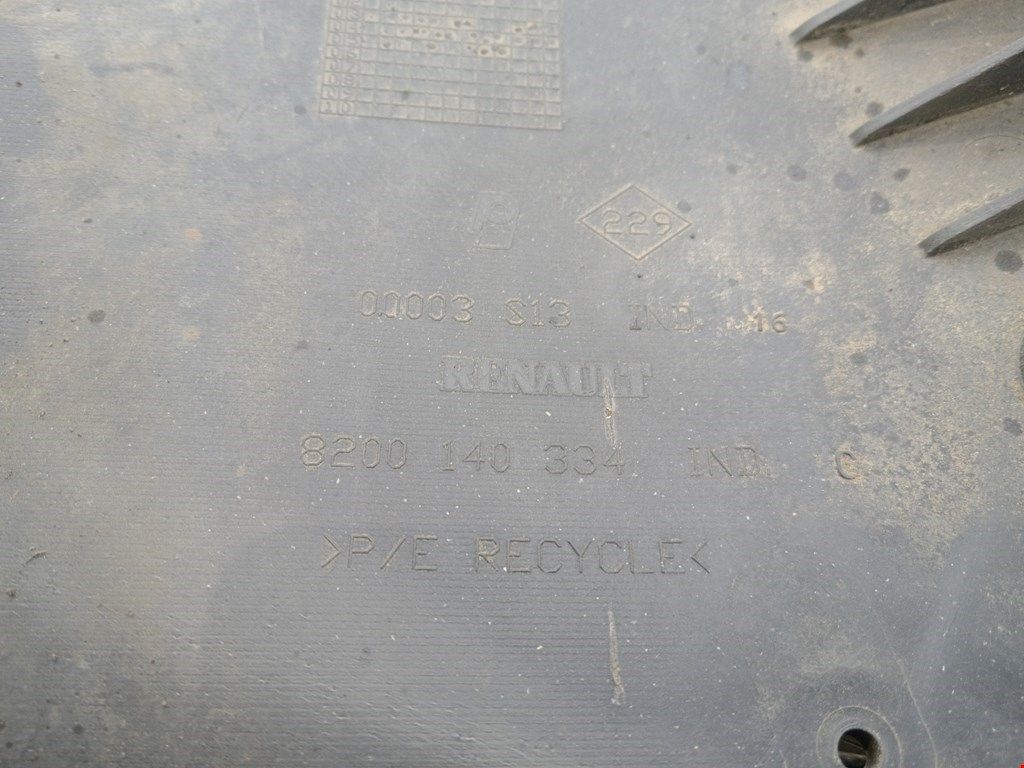 229
00003 S13 IND 16
RENAULT
8200 140 334 IND C
>P/E RECYCLE<